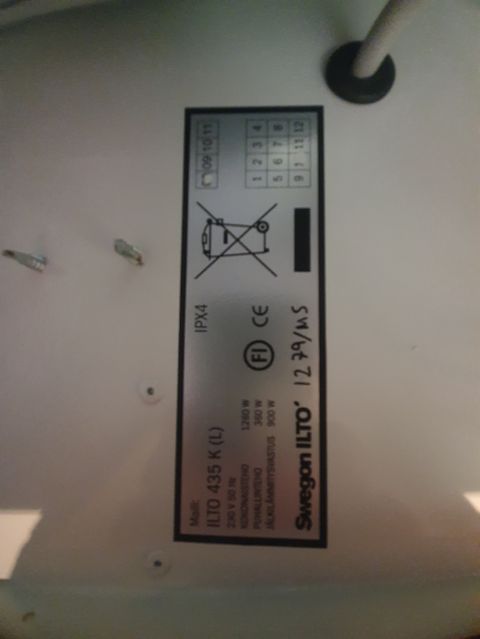 Malli:
ILTO 435 K (L)
IPX4
230 V 50 Hz
KOKONAISTEHO 1260 W
PUHALLINTEHO 360 W
JÄLKILÄMMITYSVASTUS 900 W
FI CE
09 10 11
1 2 3 4
5 6 7 8
9 11 12
Swegon ILTO
1279/MS